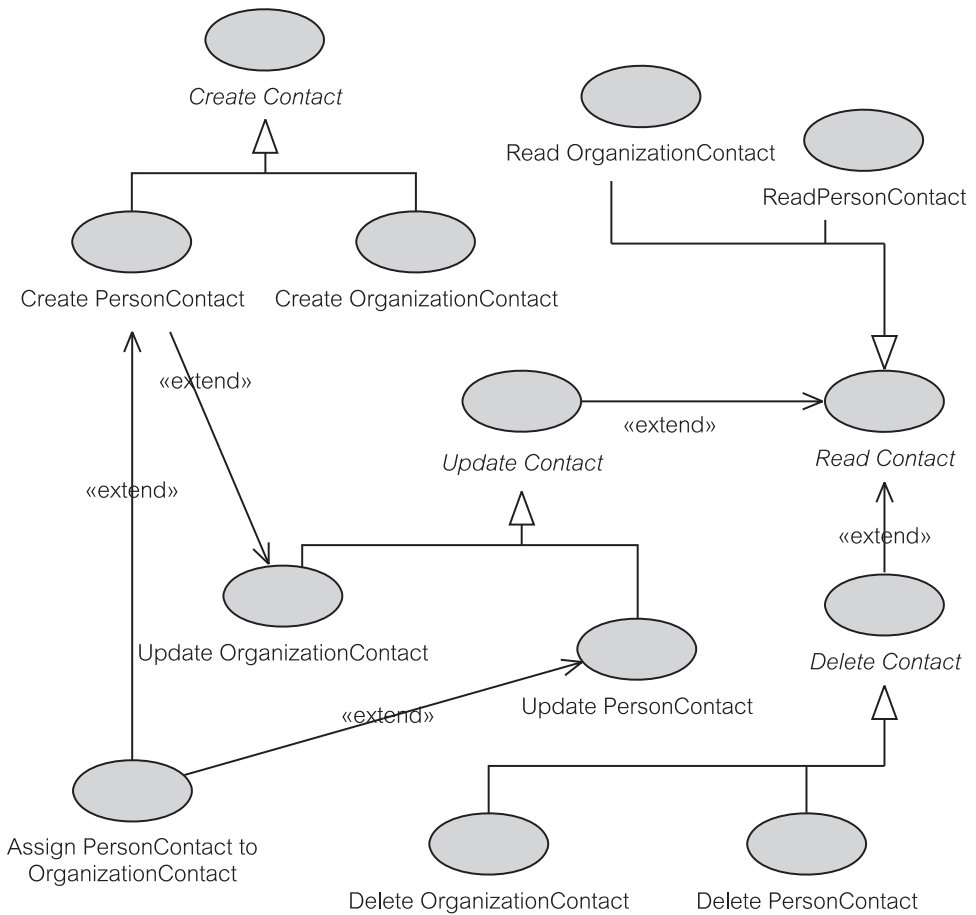 Create Contact
Read OrganizationContact
ReadPersonContact
Create PersonContact
Create OrganizationContact
«extend»
«extend»
Update Contact
Read Contact
«extend»
«extend»
Update OrganizationContact
Delete Contact
Update PersonContact
«extend»
Assign PersonContact to
OrganizationContact
Delete OrganizationContact
Delete PersonContact